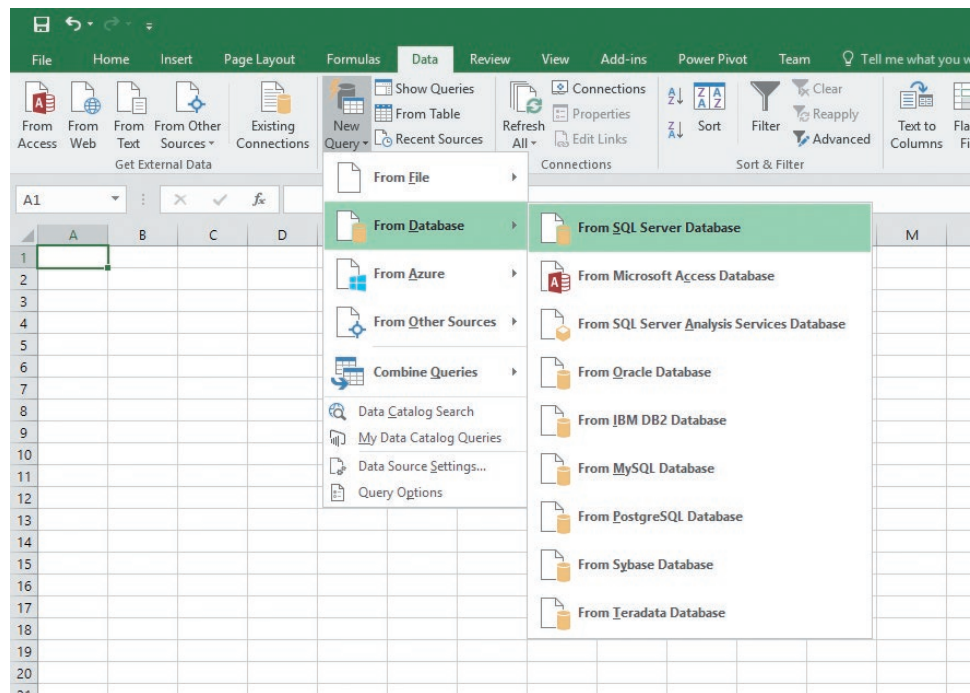 File Home Insert Page Layout Formulas Data Review View Add-ins Power Pivot Team Tell me what you w
From Access
From Web
From Text
From Other Sources
Existing Connections
Get External Data
New Query
Show Queries
From Table
Recent Sources
Refresh All
Connections
Properties
Edit Links
Connections
Sort
Filter
Clear
Reapply
Advanced
Sort & Filter
Text to Columns
Fla
Fi
A1
fx
A B C D M
1
2
3
4
5
6
7
8
9
10
11
12
13
14
15
16
17
18
19
20
From File
From Database
From Azure
From Other Sources
Combine Queries
Data Catalog Search
My Data Catalog Queries
Data Source Settings...
Query Options
From SQL Server Database
From Microsoft Access Database
From SQL Server Analysis Services Database
From Oracle Database
From IBM DB2 Database
From MySQL Database
From PostgreSQL Database
From Sybase Database
From Teradata Database